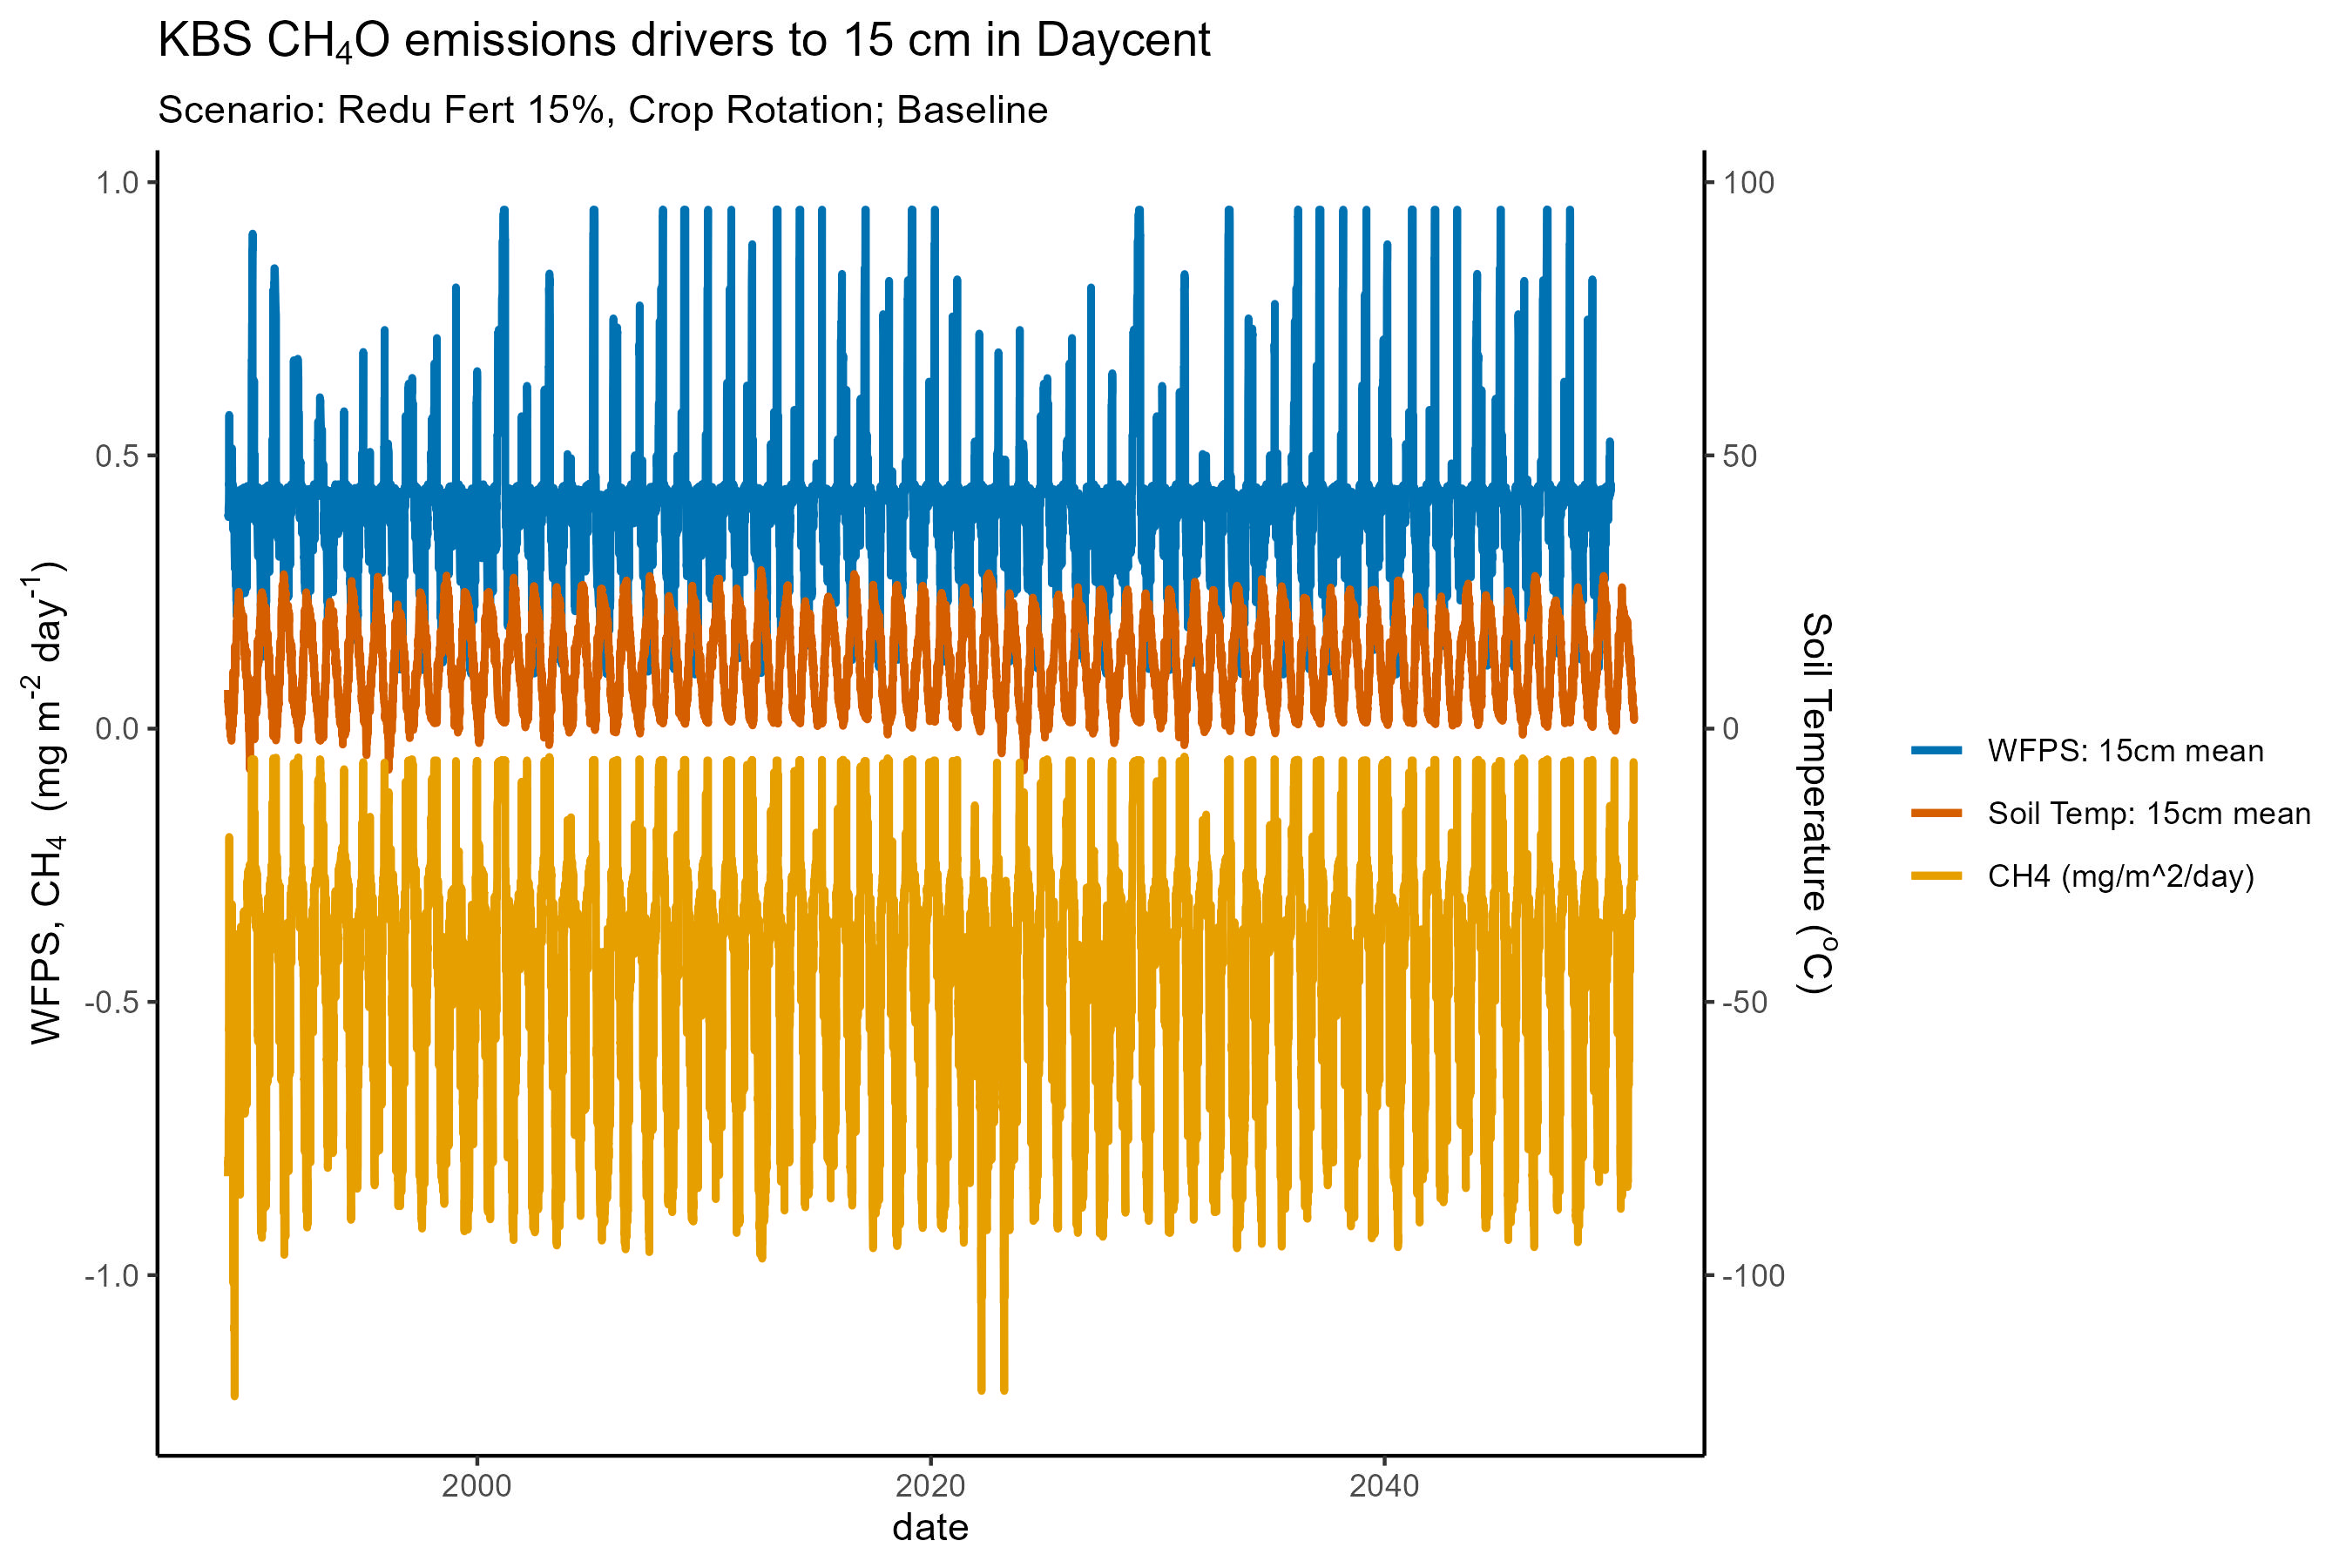 KBS CH₄O emissions drivers to 15 cm in Daycent
Scenario: Redu Fert 15%, Crop Rotation; Baseline
WFPS, CH₄ (mg m⁻² day⁻¹)
1.0
0.5
0.0
-0.5
-1.0
100
50
0
-50
-100
Soil Temperature (ºC)
WFPS: 15cm mean
Soil Temp: 15cm mean
CH4 (mg/m^2/day)
2000
2020
2040
date